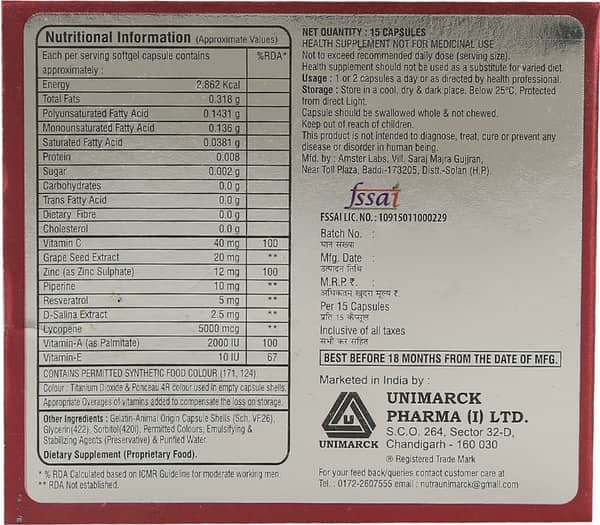 Nutritional Information (Approximate Values)
Each per serving softgel capsule contains approximately : %RDA*
Energy 2.862 Kcal
Total Fats 0.318 g
Polyunsaturated Fatty Acid 0.1431 g
Monounsaturated Fatty Acid 0.136 g
Saturated Fatty Acid 0.0381 g
Protein 0.008
Sugar 0.002 g
Carbohydrates 0.0 g
Trans Fatty Acid 0.0 g
Dietary Fibre 0.0 g
Cholesterol 0.0 g
Vitamin C 40 mg 100
Grape Seed Extract 20 mg **
Zinc (as Zinc Sulphate) 12 mg 100
Piperine 10 mg **
Resveratrol 5 mg **
D-Salina Extract 2.5 mg **
Lycopene 5000 mcg **
Vitamin-A (as Palmitate) 2000 IU 100
Vitamin-E 10 IU 67
CONTAINS PERMITTED SYNTHETIC FOOD COLOUR (171, 124)
Colour : Titanium Dioxide & Ponceau 4R colour used in empty capsule shells.
Appropriate Overages of vitamins added to compensate the loss on storage.
Other Ingredients : Gelatin-Animal Origin Capsule Shells (Sch. VF.26),
Glycerin(422), Sorbitol(420i), Permitted Colours, Emulsifying &
Stabilizing Agents (Preservative) & Purified Water.
Dietary Supplement (Proprietary Food).
* % RDA Calculated based on ICMR Guideline for moderate working men.
** RDA Not established.
NET QUANTITY : 15 CAPSULES
HEALTH SUPPLEMENT NOT FOR MEDICINAL USE
Not to exceed recommended daily dose (serving size).
Health supplement should not be used as a substitute for varied diet.
Usage : 1 or 2 capsules a day or as directed by health professional.
Storage : Store in a cool, dry & dark place. Below 25°C, Protected
from direct Light.
Capsule should be swallowed whole & not chewed.
Keep out of reach of children.
This product is not intended to diagnose, treat, cure or prevent any
disease or disorder in human being.
Mfd. by : Amster Labs, Vill. Saraj Majra Gujjran,
Near Toll Plaza, Baddi-173205, Distt.-Solan (H.P.)
fssai
FSSAI LIC. NO. : 10915011000229
Batch No. :
घान संख्या
Mfg. Date :
उत्पादन तिथि
M.R.P. ₹. :
अधिकतम खुदरा मूल्य ₹.
Per 15 Capsules
प्रति 15 कैप्सूल
Inclusive of all taxes
सभी कर सहित
BEST BEFORE 18 MONTHS FROM THE DATE OF MFG.
Marketed in India by :
UNIMARCK
UNIMARCK
PHARMA (I) LTD.
S.C.O. 264, Sector 32-D,
Chandigarh - 160 030
® Registered Trade Mark
For your feed back/queries contact customer care at
Tel. : 0172-2607555 email : nutraunimarck@gmail.com